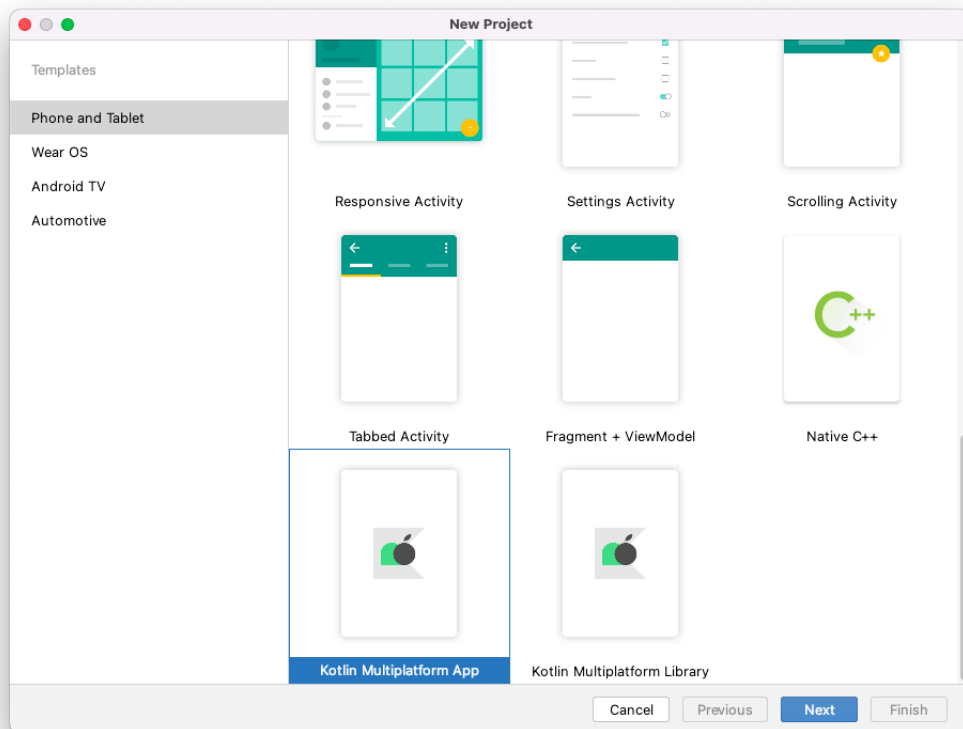 New Project
Templates
Phone and Tablet
Wear OS
Android TV
Automotive
Responsive Activity
Settings Activity
Scrolling Activity
C++
Tabbed Activity
Fragment + ViewModel
Native C++
Kotlin Multiplatform App
Kotlin Multiplatform Library
Cancel
Previous
Next
Finish